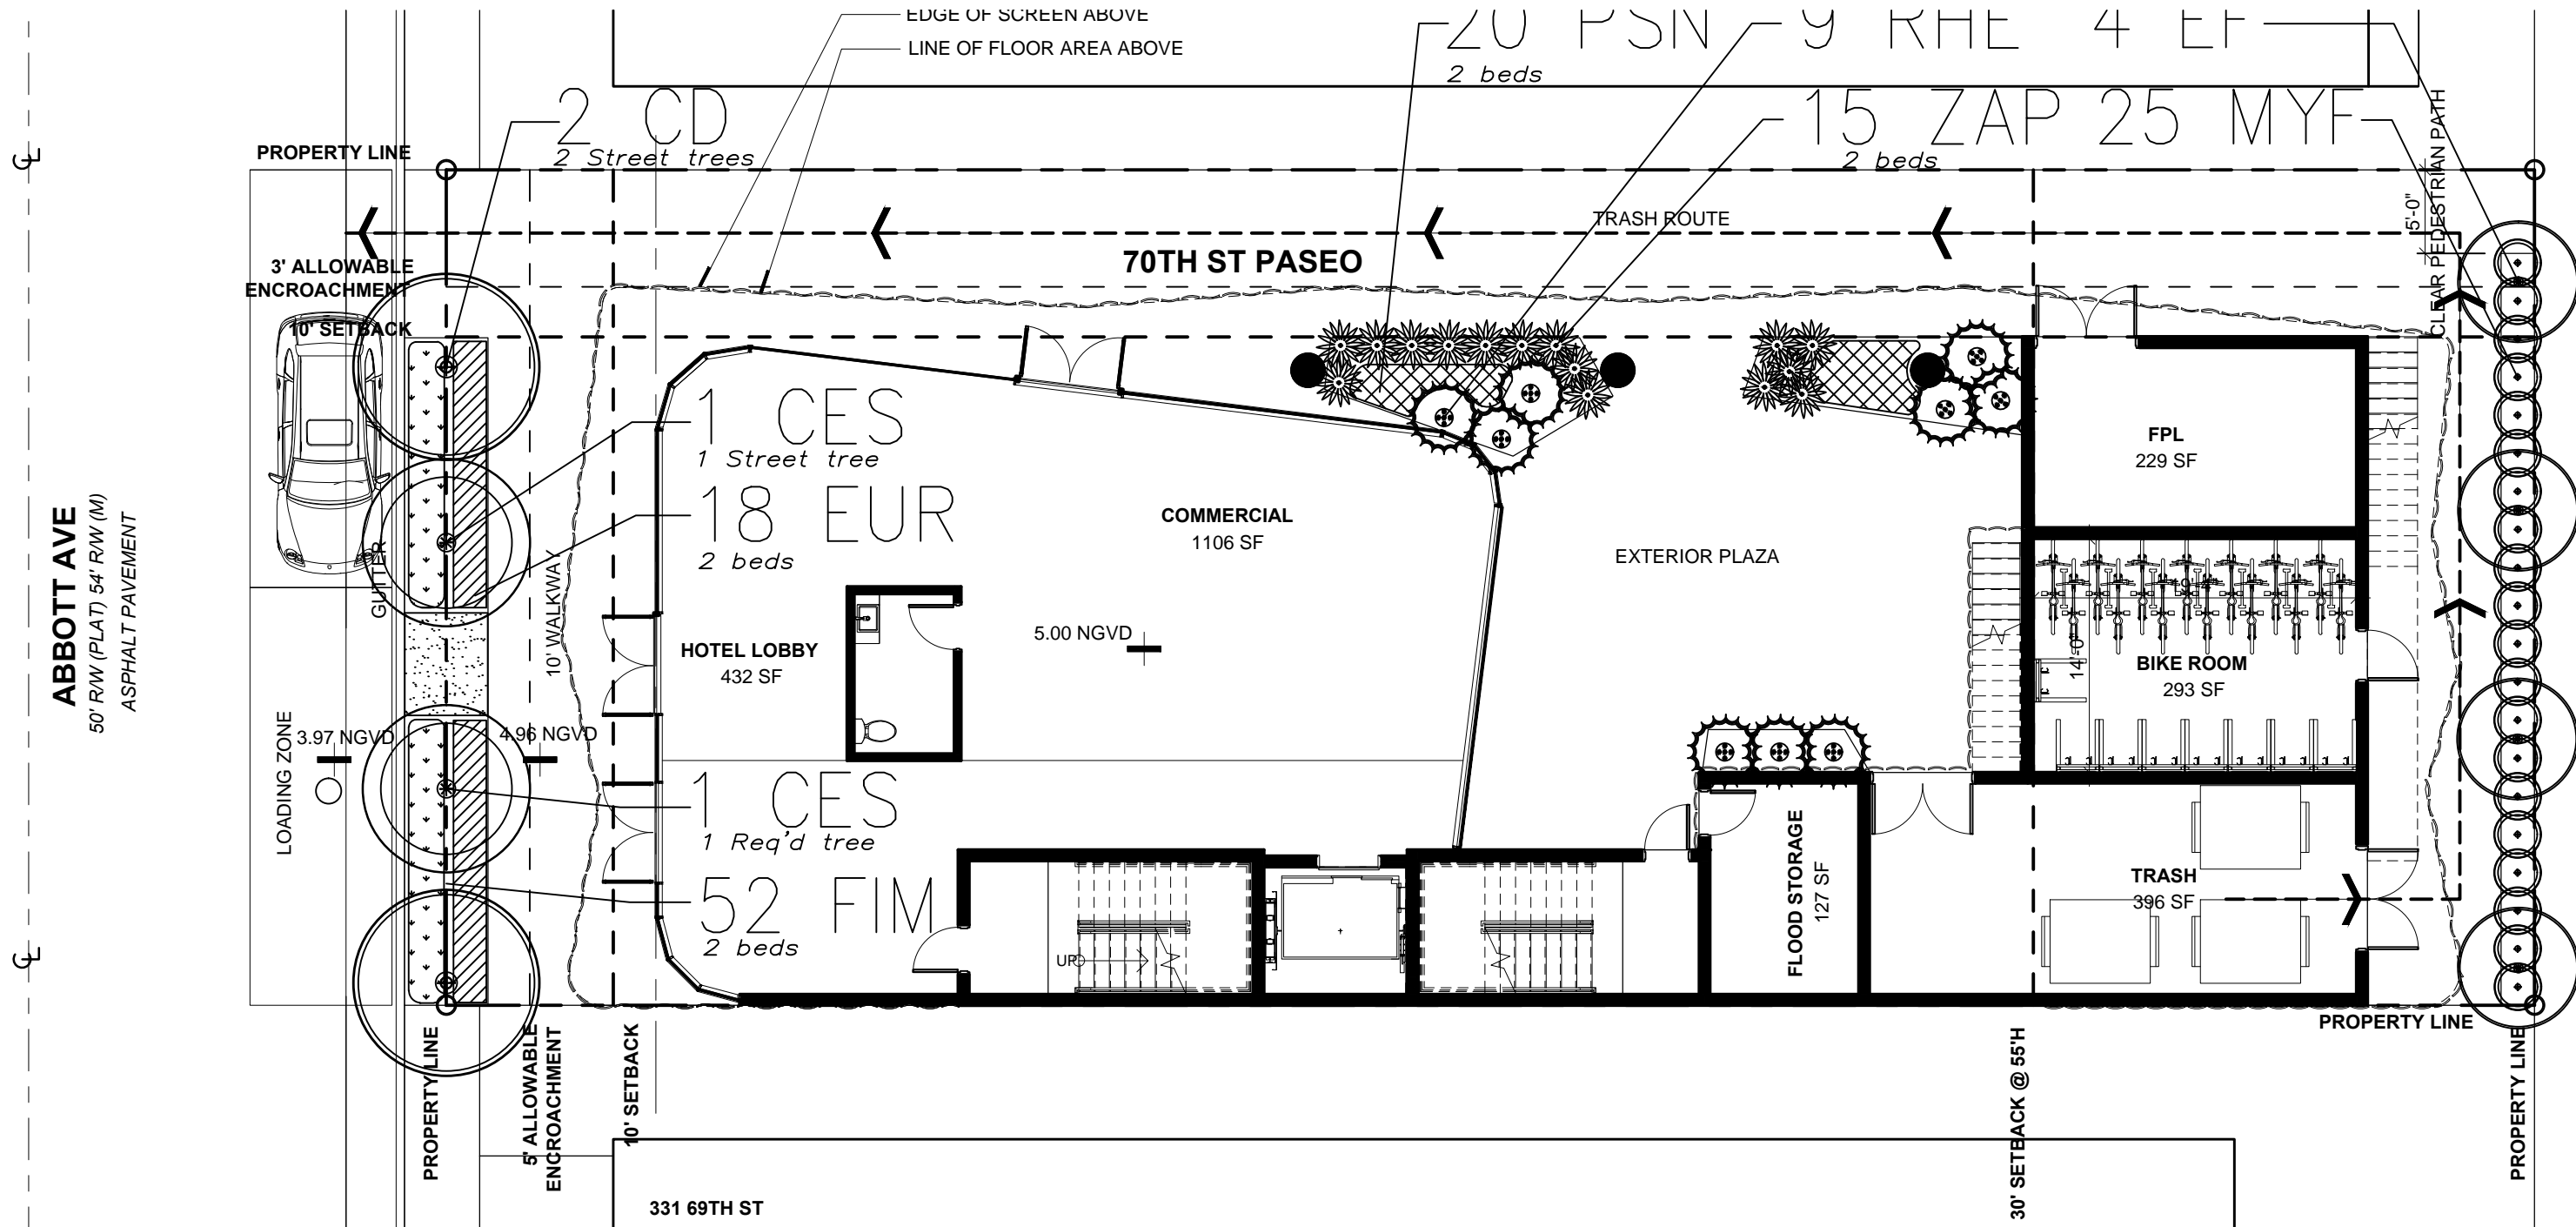 EDGE OF SCREEN ABOVE
LINE OF FLOOR AREA ABOVE
20 PSN 9 RHE 4 EF
2 beds
2 CD
2 Street trees
15 ZAP 25 MYF
2 beds
PROPERTY LINE
CLEAR PEDESTRIAN PATH
5'-0"
TRASH ROUTE
70TH ST PASEO
3' ALLOWABLE
ENCROACHMENT
10' SETBACK
1 CES
1 Street tree
18 EUR
2 beds
COMMERCIAL
1106 SF
FPL
229 SF
EXTERIOR PLAZA
ABBOTT AVE
50' R/W (PLAT) 54' R/W (M)
ASPHALT PAVEMENT
GUTTER
10' WALKWAY
HOTEL LOBBY
432 SF
5.00 NGVD
14'-0"
BIKE ROOM
293 SF
LOADING ZONE
3.97 NGVD
4.96 NGVD
1 CES
1 Req'd tree
52 FIM
2 beds
UP
FLOOD STORAGE
127 SF
TRASH
396 SF
PROPERTY LINE
PROPERTY LINE
5' ALLOWABLE
ENCROACHMENT
10' SETBACK
30' SETBACK @ 55'H
PROPERTY LINE
331 69TH ST